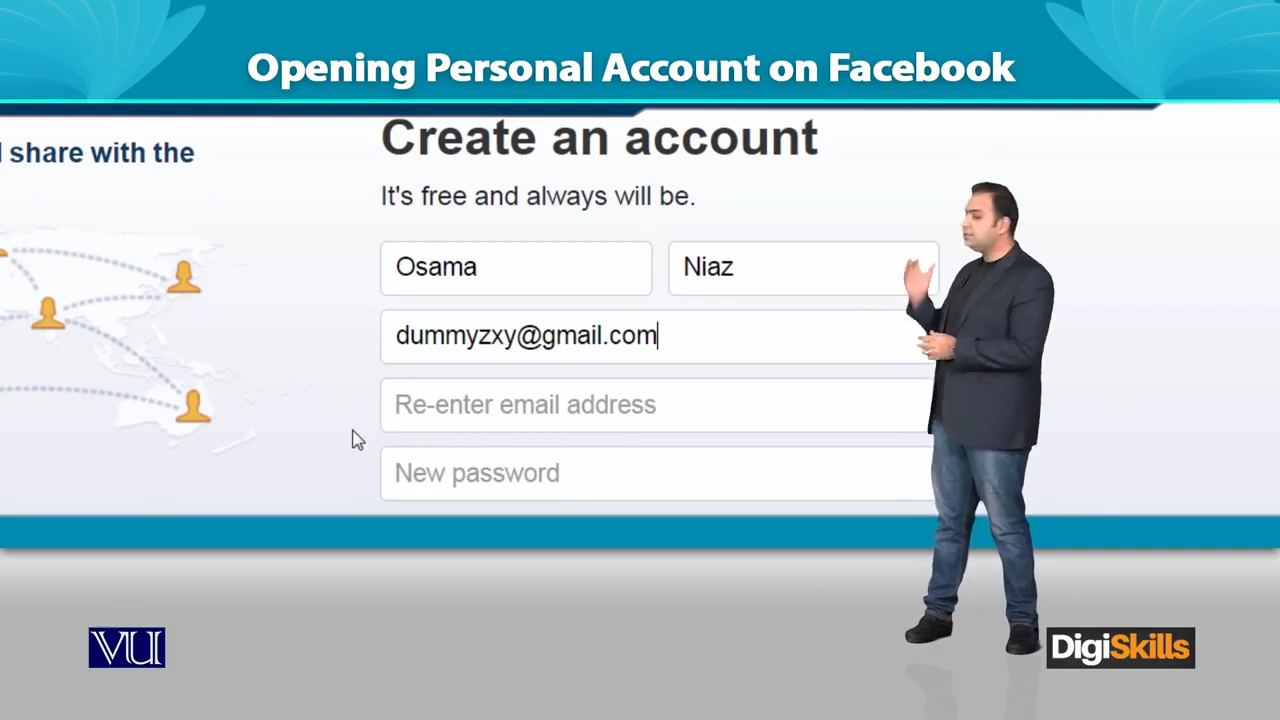 Opening Personal Account on Facebook
l share with the
Create an account
It's free and always will be.
Osama
Niaz
dummyzxy@gmail.com
Re-enter email address
New password
VU
DigiSkills